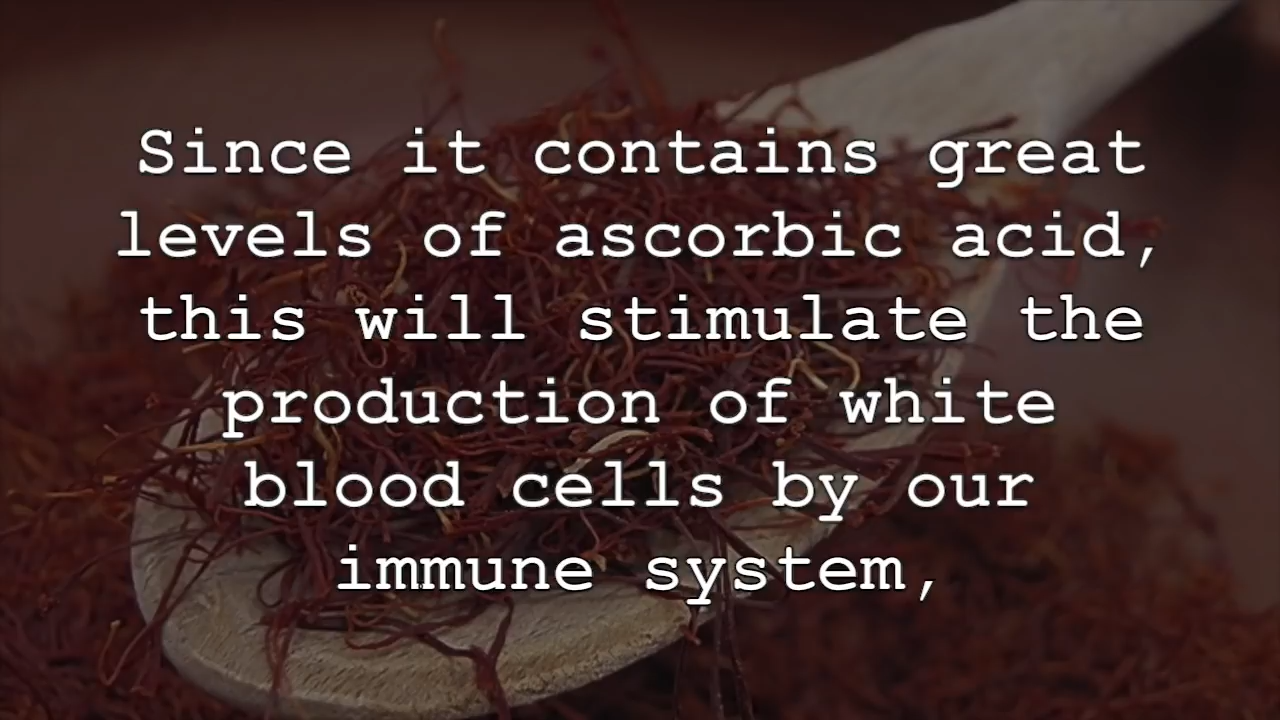 Since it contains great
levels of ascorbic acid,
this will stimulate the
production of white
blood cells by our
immune system,